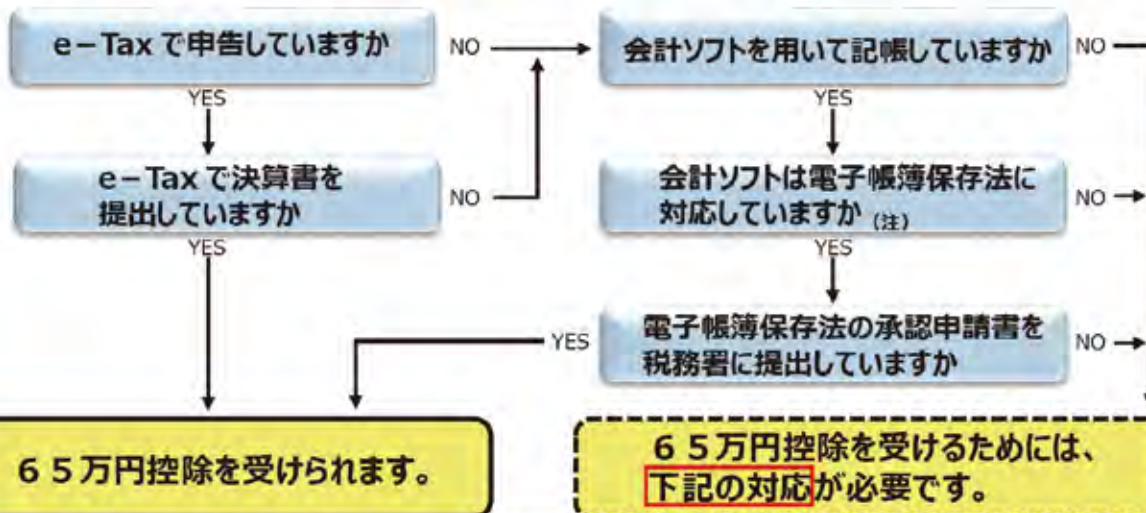 e－Taxで申告していますか
NO
会計ソフトを用いて記帳していますか
NO
YES
YES
e－Taxで決算書を
提出していますか
NO
会計ソフトは電子帳簿保存法に
対応していますか (注)
NO
YES
YES
YES
電子帳簿保存法の承認申請書を
税務署に提出していますか
NO
６５万円控除を受けられます。
６５万円控除を受けるためには、
下記の対応が必要です。